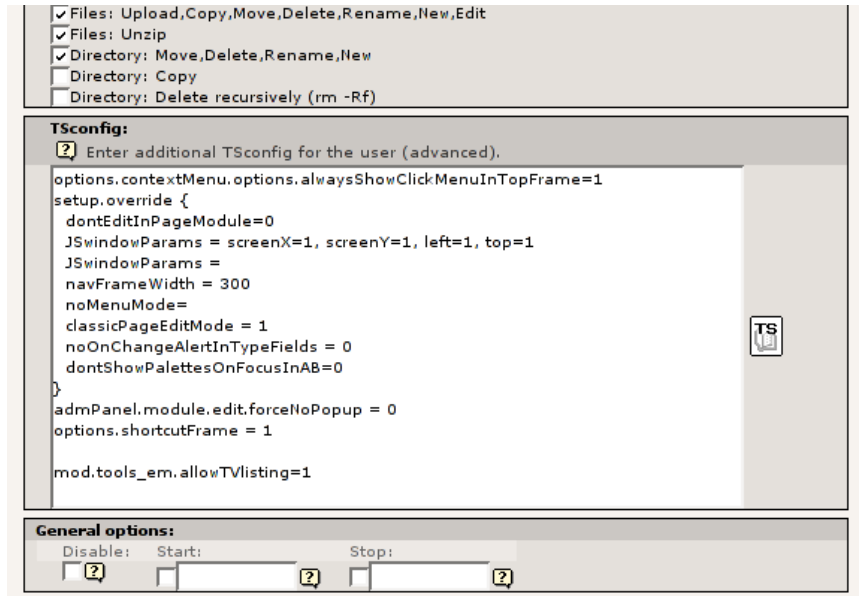 Files: Upload,Copy,Move,Delete,Rename,New,Edit
Files: Unzip
Directory: Move,Delete,Rename,New
Directory: Copy
Directory: Delete recursively (rm -Rf)
TSconfig:
? Enter additional TSconfig for the user (advanced).
options.contextMenu.options.alwaysShowClickMenuInTopFrame=1
setup.override {
dontEditInPageModule=0
JSwindowParams = screenX=1, screenY=1, left=1, top=1
JSwindowParams =
navFrameWidth = 300
noMenuMode=
classicPageEditMode = 1
noOnChangeAlertInTypeFields = 0
dontShowPalettesOnFocusInAB=0
}
admPanel.module.edit.forceNoPopup = 0
options.shortcutFrame = 1
mod.tools_em.allowTVlisting=1
TS
General options:
Disable: Start: Stop:
? ? ?